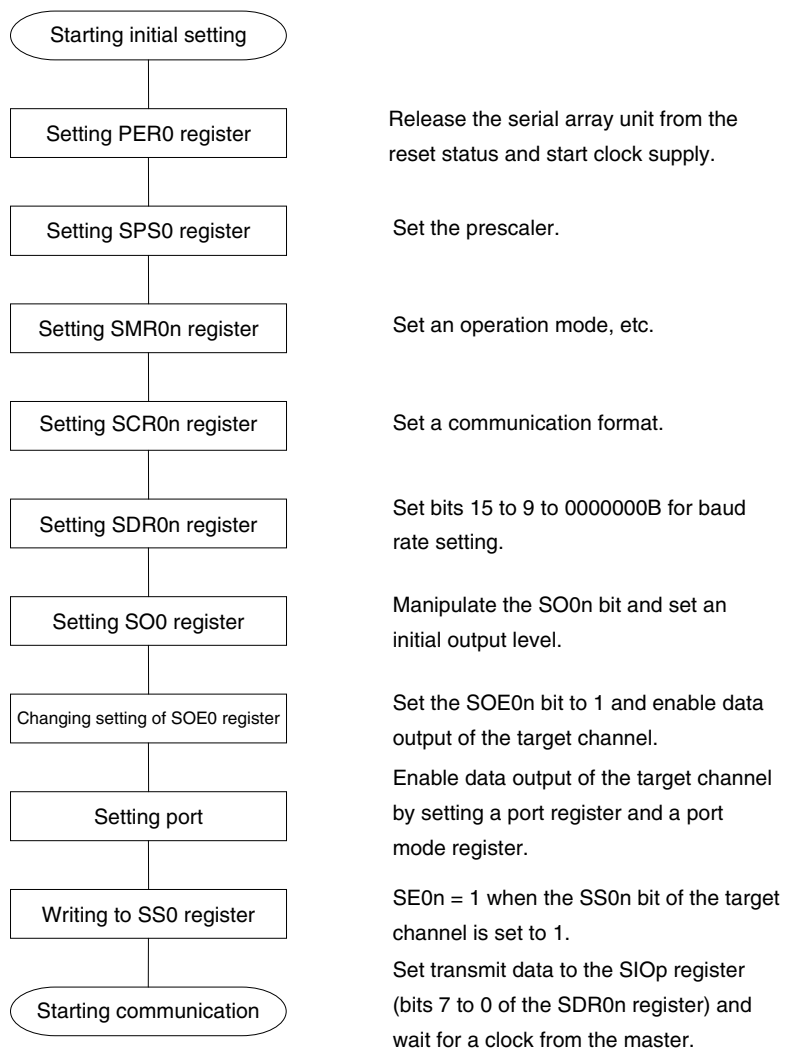 Starting initial setting
Setting PER0 register
Release the serial array unit from the
reset status and start clock supply.
Setting SPS0 register
Set the prescaler.
Setting SMR0n register
Set an operation mode, etc.
Setting SCR0n register
Set a communication format.
Setting SDR0n register
Set bits 15 to 9 to 0000000B for baud
rate setting.
Setting SO0 register
Manipulate the SO0n bit and set an
initial output level.
Changing setting of SOE0 register
Set the SOE0n bit to 1 and enable data
output of the target channel.
Setting port
Enable data output of the target channel
by setting a port register and a port
mode register.
Writing to SS0 register
SE0n = 1 when the SS0n bit of the target
channel is set to 1.
Starting communication
Set transmit data to the SIOp register
(bits 7 to 0 of the SDR0n register) and
wait for a clock from the master.